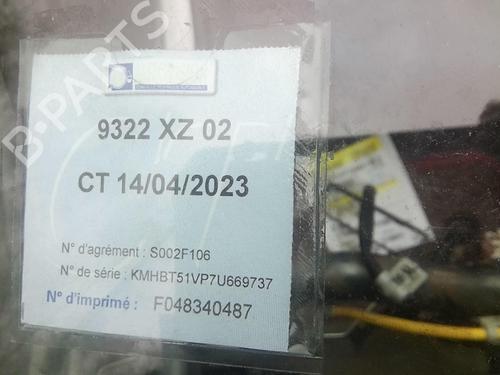 B-PARTS
9322 XZ 02
CT 14/04/2023
N° d'agrément : S002F106
N° de série : KMHBT51VP7U669737
N° d'imprimé : F048340487